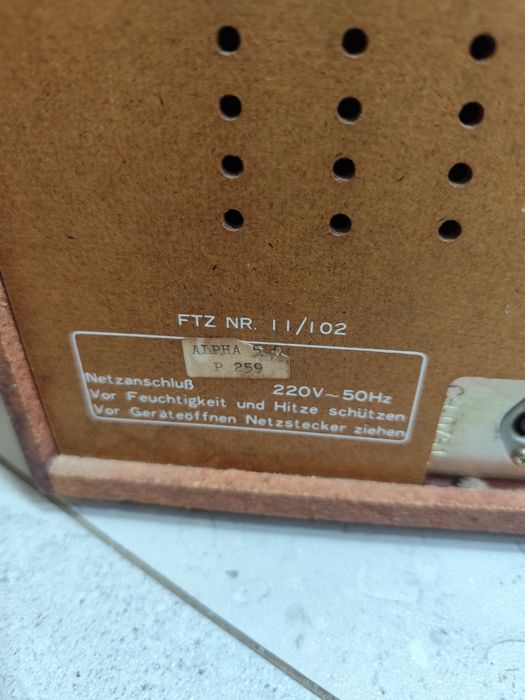 FTZ NR. 11/102
ALPHA
P 259
Netzanschluß 220V~50Hz
Vor Feuchtigkeit und Hitze schützen
Vor Geräteöffnen Netzstecker ziehen